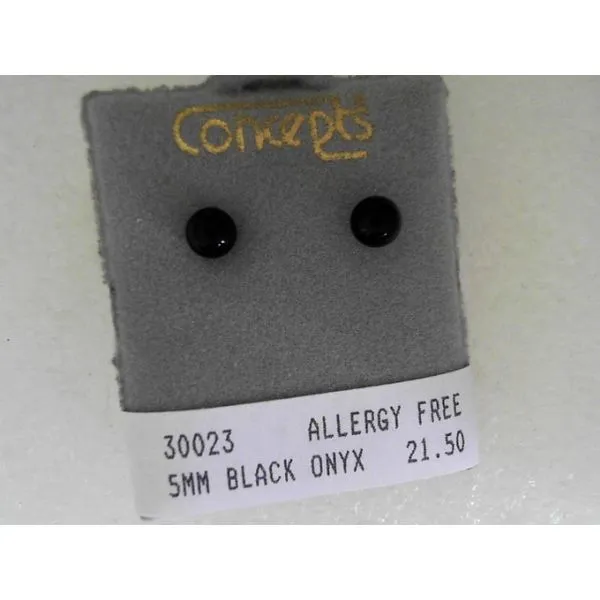 Concepts
30023 ALLERGY FREE
5MM BLACK ONYX 21.50